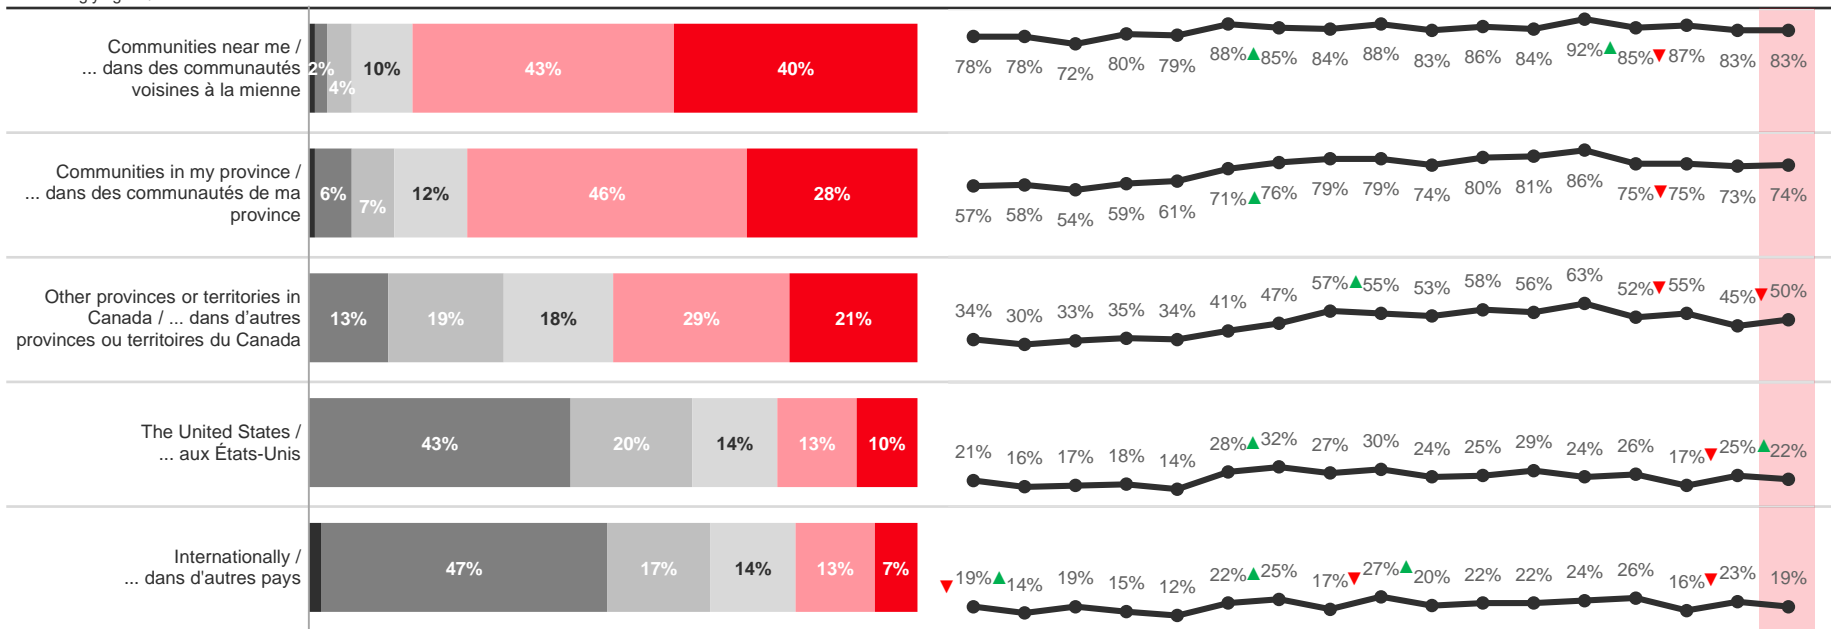 Communities near me /
... dans des communautés
voisines à la mienne
2% 4% 10% 43% 40%
78% 78% 72% 80% 79% 88% 85% 84% 88% 83% 86% 84% 92% 85% 87% 83% 83%
Communities in my province /
... dans des communautés de ma
province
6% 7% 12% 46% 28%
57% 58% 54% 59% 61% 71% 76% 79% 79% 74% 80% 81% 86% 75% 75% 73% 74%
Other provinces or territories in
Canada / ... dans d'autres
provinces ou territoires du Canada
13% 19% 18% 29% 21%
34% 30% 33% 35% 34% 41% 47% 57% 55% 53% 58% 56% 63% 52% 55% 45% 50%
The United States /
... aux États-Unis
43% 20% 14% 13% 10%
21% 16% 17% 18% 14% 28% 32% 27% 30% 24% 25% 29% 24% 26% 17% 25% 22%
Internationally /
... dans d'autres pays
47% 17% 14% 13% 7%
19% 14% 19% 15% 12% 22% 25% 17% 27% 20% 22% 22% 24% 26% 16% 23% 19%